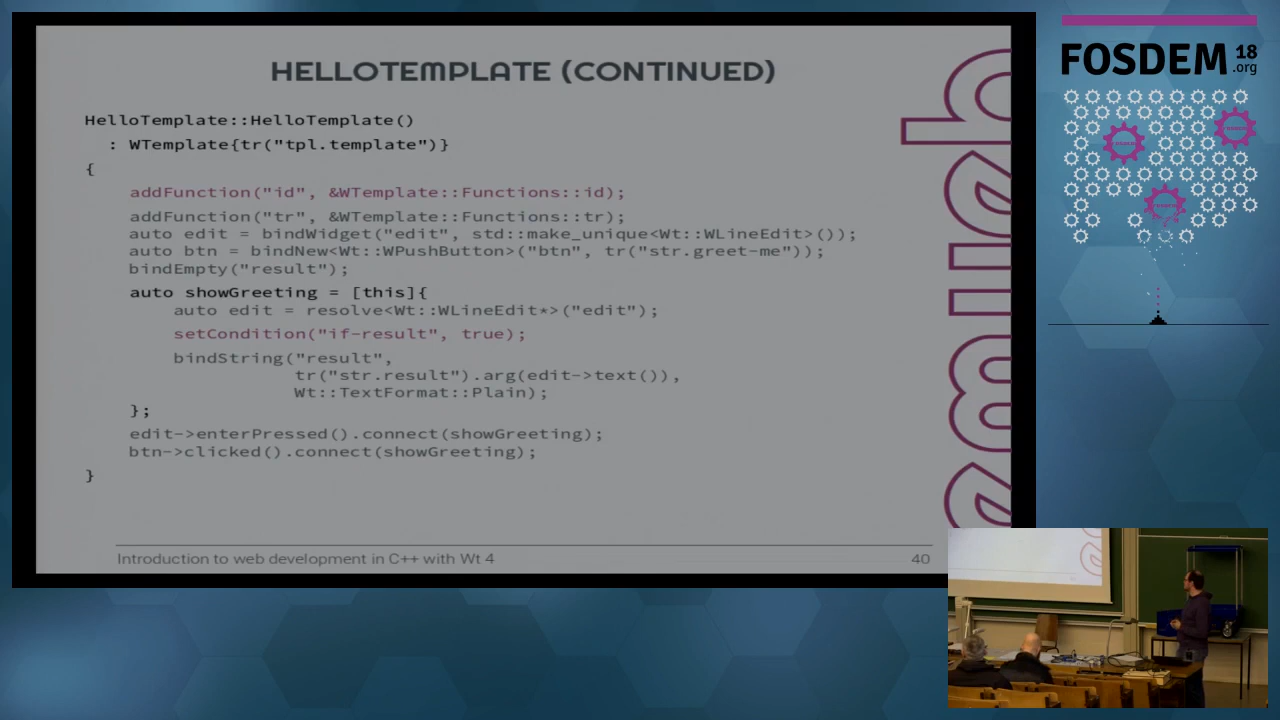 HELLOTEMPLATE (CONTINUED)
HelloTemplate::HelloTemplate()
: WTemplate{tr("tpl.template")}
{
addFunction("id", &WTemplate::Functions::id);
addFunction("tr", &WTemplate::Functions::tr);
auto edit = bindWidget("edit", std::make_unique<Wt::WLineEdit>());
auto btn = bindNew<Wt::WPushButton>("btn", tr("str.greet-me"));
bindEmpty("result");
auto showGreeting = [this]{
auto edit = resolve<Wt::WLineEdit*>("edit");
setCondition("if-result", true);
bindString("result",
tr("str.result").arg(edit->text()),
Wt::TextFormat::Plain);
};
edit->enterPressed().connect(showGreeting);
btn->clicked().connect(showGreeting);
}
Introduction to web development in C++ with Wt 4
40
FOSDEM 18
.org